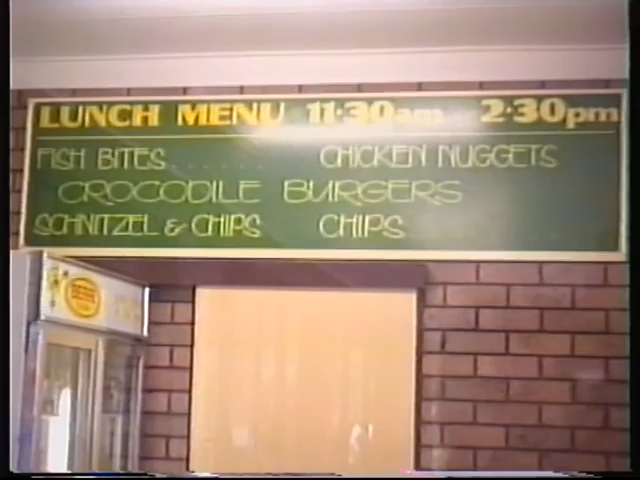 LUNCH MENU 11·30am 2·30pm
FISH BITES CHICKEN NUGGETS
CROCODILE BURGERS
SCHNITZEL & CHIPS CHIPS